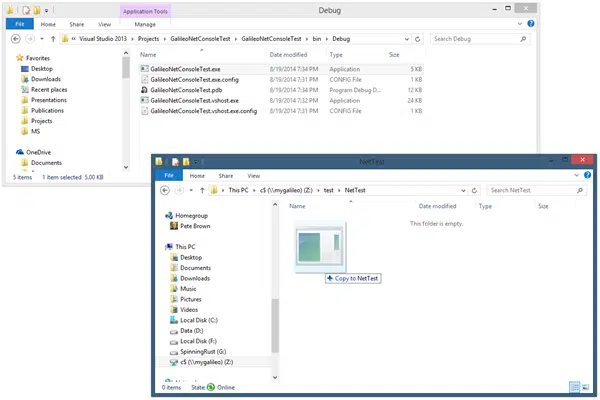 Application Tools
Debug
File Home Share View Manage
« Visual Studio 2013 › Projects › GalileoNetConsoleTest › GalileoNetConsoleTest › bin › Debug
Search Debug
Favorites
Desktop
Downloads
Recent places
Presentations
Publications
Projects
MS
OneDrive
Documents
Name Date modified Type Size
GalileoNetConsoleTest.exe 8/19/2014 7:34 PM Application 5 KB
GalileoNetConsoleTest.exe.config 8/19/2014 7:31 PM CONFIG File 1 KB
GalileoNetConsoleTest.pdb 8/19/2014 7:34 PM Program Debug D... 12 KB
GalileoNetConsoleTest.vshost.exe 8/19/2014 7:32 PM Application 24 KB
GalileoNetConsoleTest.vshost.exe.config 8/19/2014 7:31 PM CONFIG File 1 KB
5 items 1 item selected 5.00 KB
NetTest
File Home Share View
This PC › c$ (\\mygalileo) (Z:) › test › NetTest
Search NetTest
Homegroup
Pete Brown
This PC
Desktop
Documents
Downloads
Music
Pictures
Videos
Local Disk (C:)
Data (D:)
Local Disk (F:)
SpinningRust (G:)
c$ (\\mygalileo) (Z:)
Name Date modified Type Size
This folder is empty.
Copy to NetTest
0 items State: Online